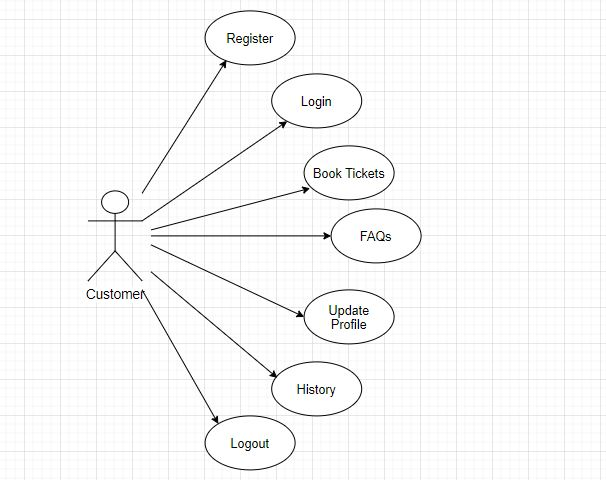 Register
Login
Book Tickets
FAQs
Customer
Update
Profile
History
Logout